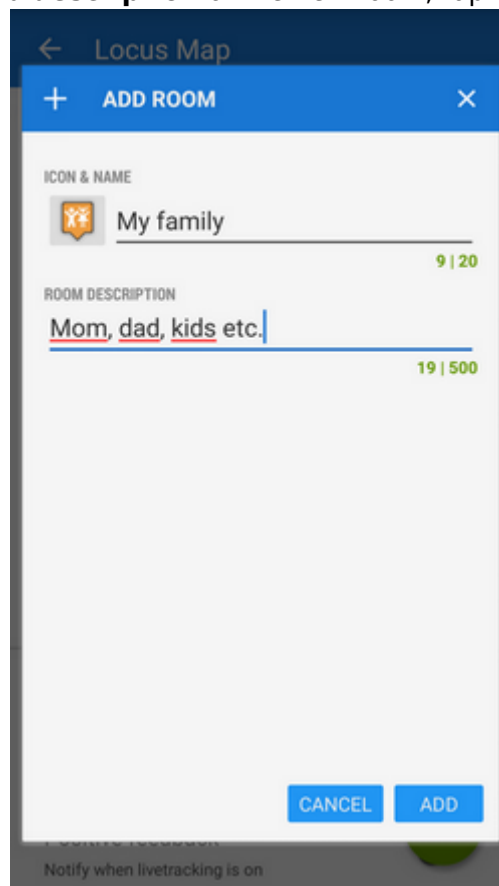 ← Locus Map
+ ADD ROOM ×
ICON & NAME
My family
9 | 20
ROOM DESCRIPTION
Mom, dad, kids etc.
19 | 500
CANCEL ADD
Notify when livetracking is on